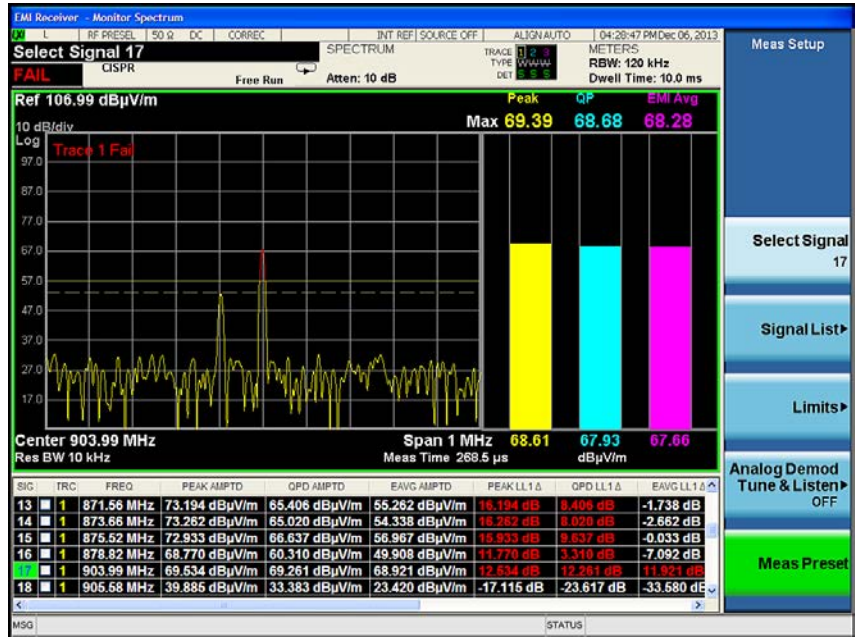 EMI Receiver - Monitor Spectrum
L RF PRESEL 50 Ω DC CORREC INT REF SOURCE OFF ALIGN AUTO 04:28:47 PM Dec 06, 2013
Select Signal 17 SPECTRUM TRACE 1 2 3 METERS
CISPR TYPE WWWW RBW: 120 kHz
FAIL Free Run Atten: 10 dB DET S S S Dwell Time: 10.0 ms
Ref 106.99 dBµV/m Peak QP EMI Avg
10 dB/div Max 69.39 68.68 68.28
Log
Trace 1 Fail
97.0
87.0
77.0
67.0
57.0
47.0
37.0
27.0
17.0
Center 903.99 MHz Span 1 MHz 68.61 67.93 67.66
Res BW 10 kHz Meas Time 268.5 µs dBµV/m
SIG TRC FREQ PEAK AMPTD QPD AMPTD EAVG AMPTD PEAK LL1 Δ QPD LL1 Δ EAVG LL1 Δ
13 1 871.56 MHz 73.194 dBµV/m 65.406 dBµV/m 55.262 dBµV/m 16.194 dB 8.406 dB -1.738 dB
14 1 873.66 MHz 73.262 dBµV/m 65.020 dBµV/m 54.338 dBµV/m 16.262 dB 8.020 dB -2.662 dB
15 1 875.52 MHz 72.933 dBµV/m 66.637 dBµV/m 56.967 dBµV/m 15.933 dB 9.637 dB -0.033 dB
16 1 878.82 MHz 68.770 dBµV/m 60.310 dBµV/m 49.908 dBµV/m 11.770 dB 3.310 dB -7.092 dB
17 1 903.99 MHz 69.534 dBµV/m 69.261 dBµV/m 68.921 dBµV/m 12.534 dB 12.261 dB 11.921 dB
18 1 905.58 MHz 39.885 dBµV/m 33.383 dBµV/m 23.420 dBµV/m -17.115 dB -23.617 dB -33.580 dB
MSG STATUS
Meas Setup
Select Signal
17
Signal List
Limits
Analog Demod
Tune & Listen
OFF
Meas Preset